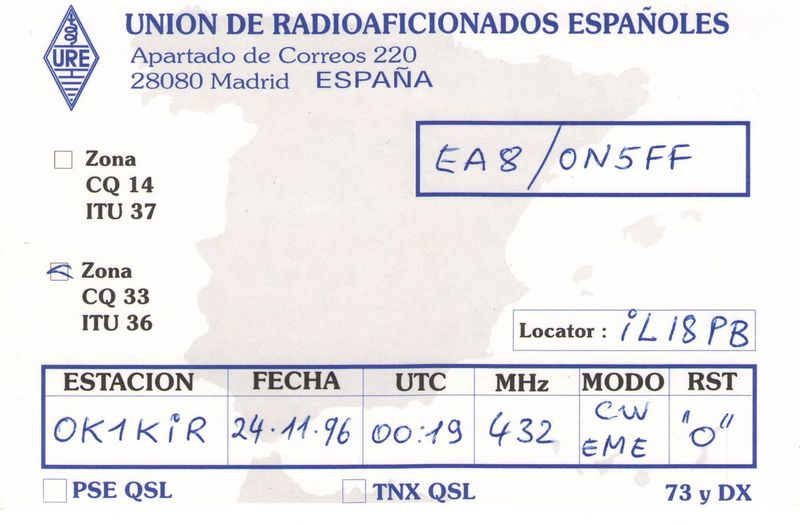 URE
UNION DE RADIOAFICIONADOS ESPAÑOLES
Apartado de Correos 220
28080 Madrid ESPAÑA
EA8/ON5FF
Zona
CQ 14
ITU 37
Zona
CQ 33
ITU 36
Locator : iL18PB
ESTACION FECHA UTC MHz MODO RST
OK1KiR 24.11.96 00:19 432 CW EME "O"
PSE QSL TNX QSL 73 y DX